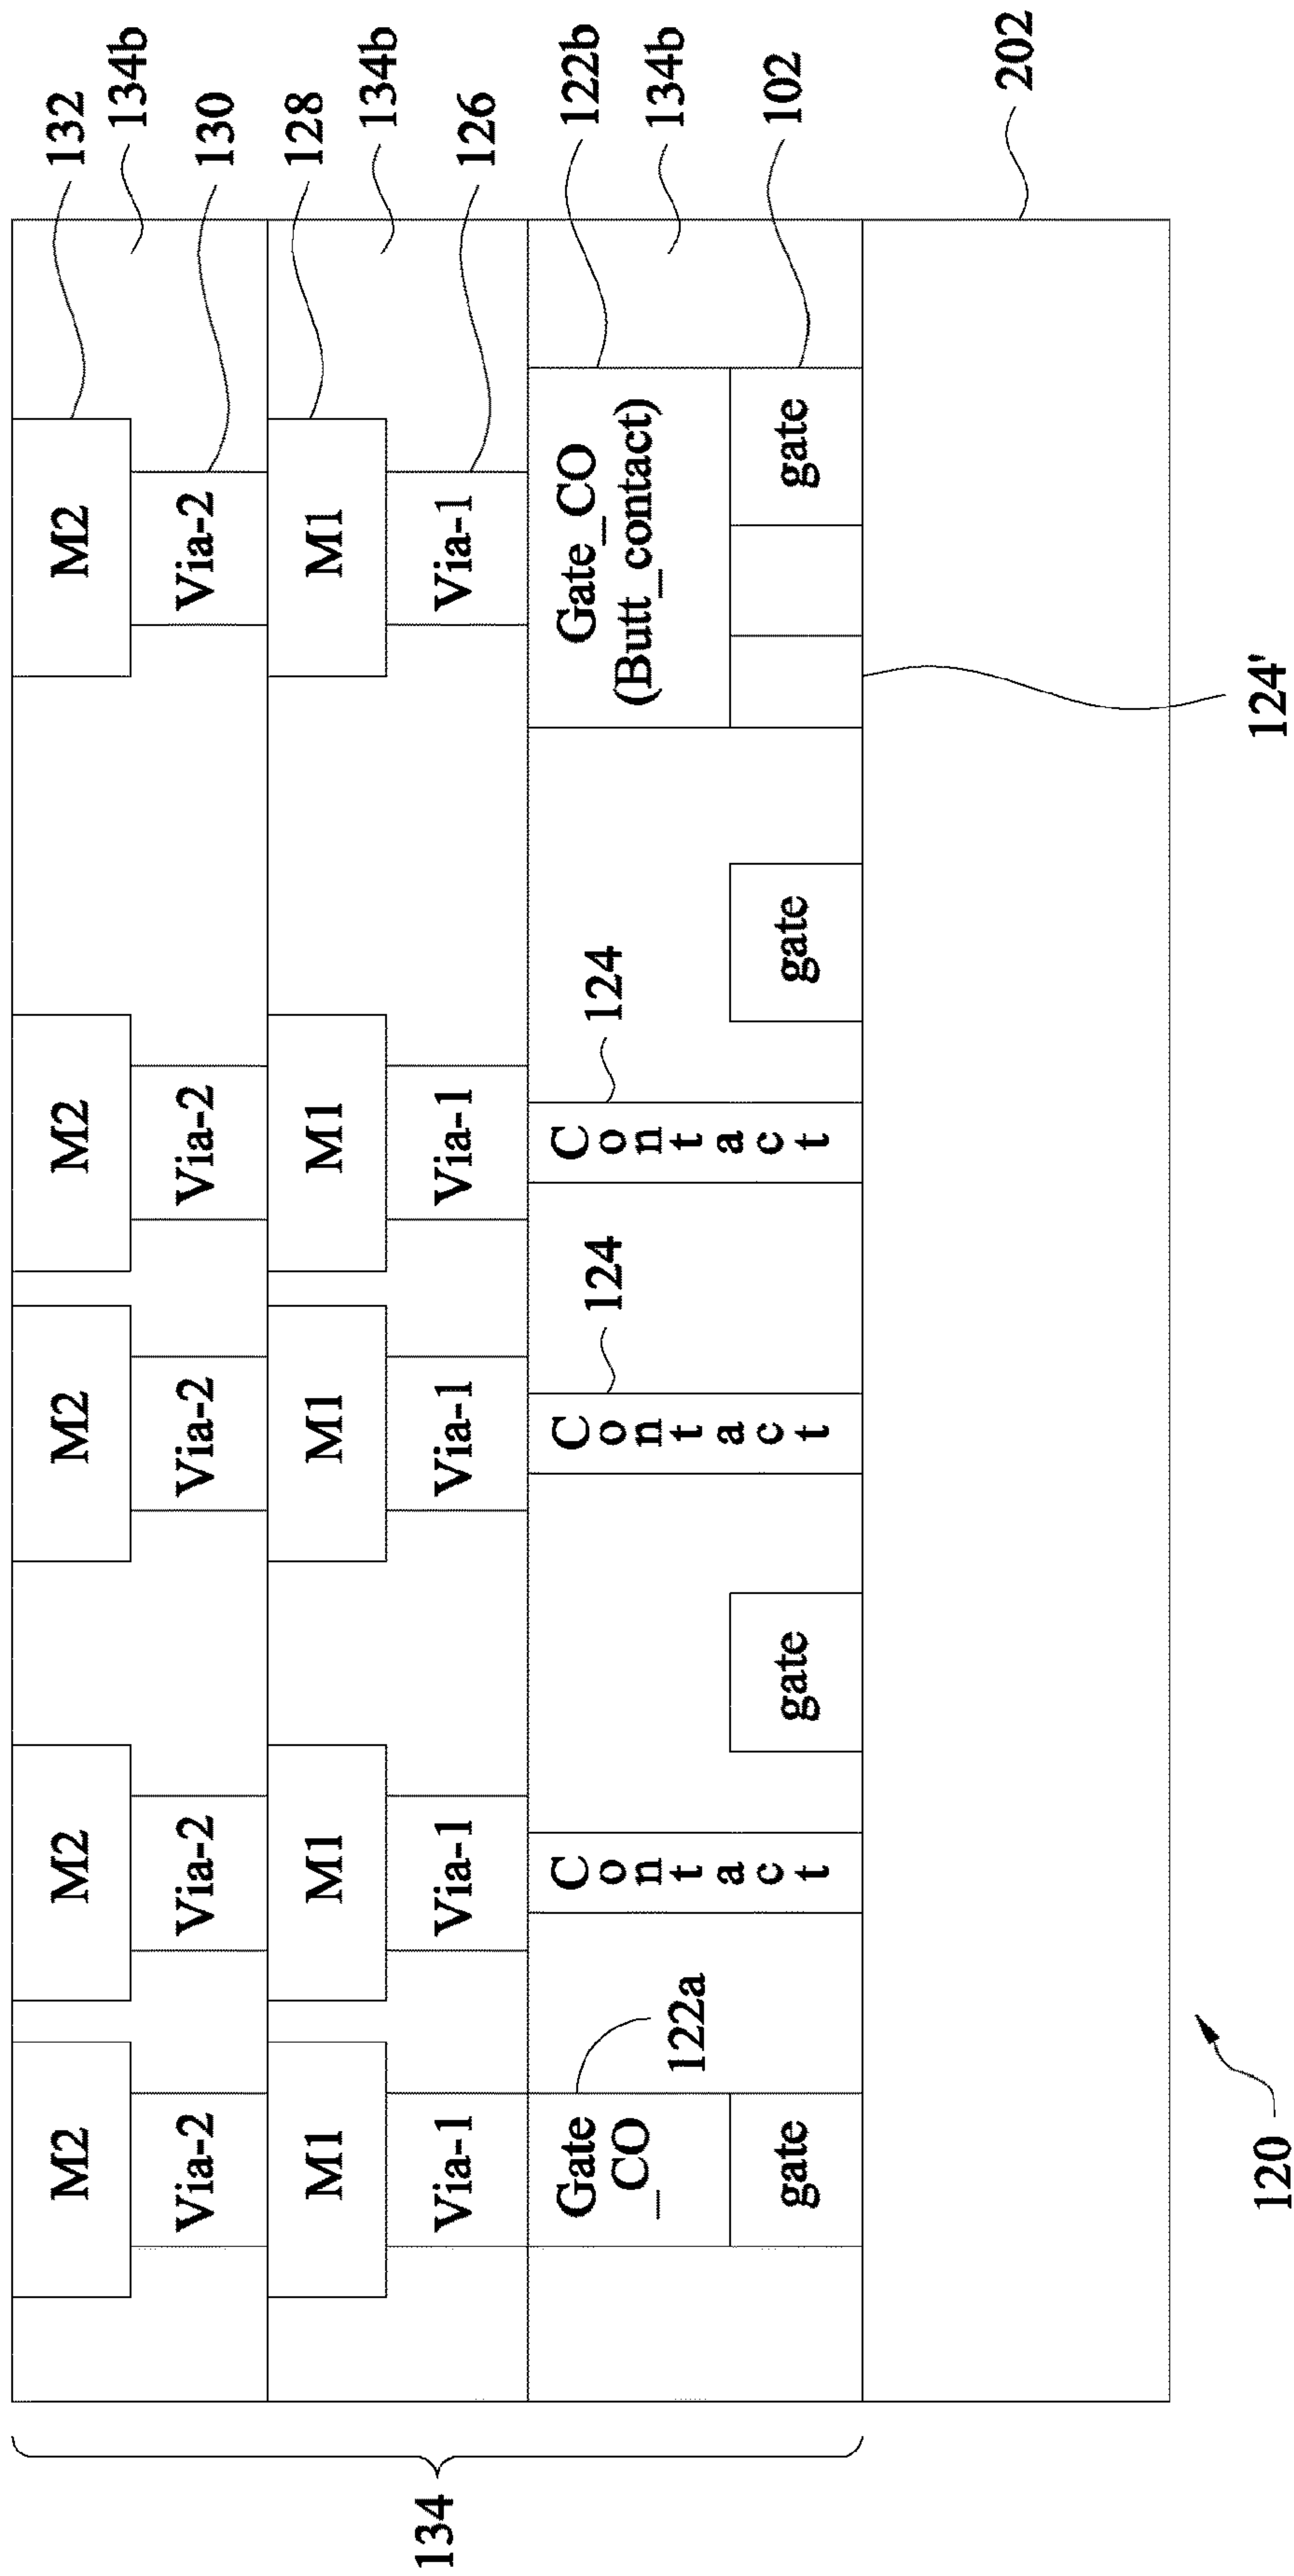 M2 M2 M2 M2 M2 132
134b
Via-2 Via-2 Via-2 Via-2 Via-2 130
M1 M1 M1 M1 M1 128
134b
134
Via-1 Via-1 Via-1 Via-1 Via-1 126
Gate
_CO
122a
Contact
Contact
124
Contact
124
Gate_CO
(Butt_contact)
122b
134b
gate gate gate gate 102
202
124'
120